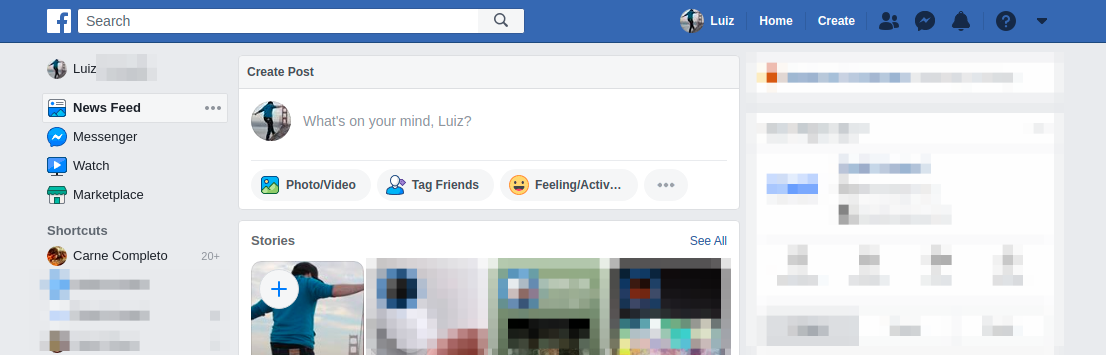 Search
Luiz
Home
Create
Luiz
News Feed
Messenger
Watch
Marketplace
Shortcuts
Carne Completo 20+
Create Post
What's on your mind, Luiz?
Photo/Video
Tag Friends
Feeling/Activ...
Stories
See All